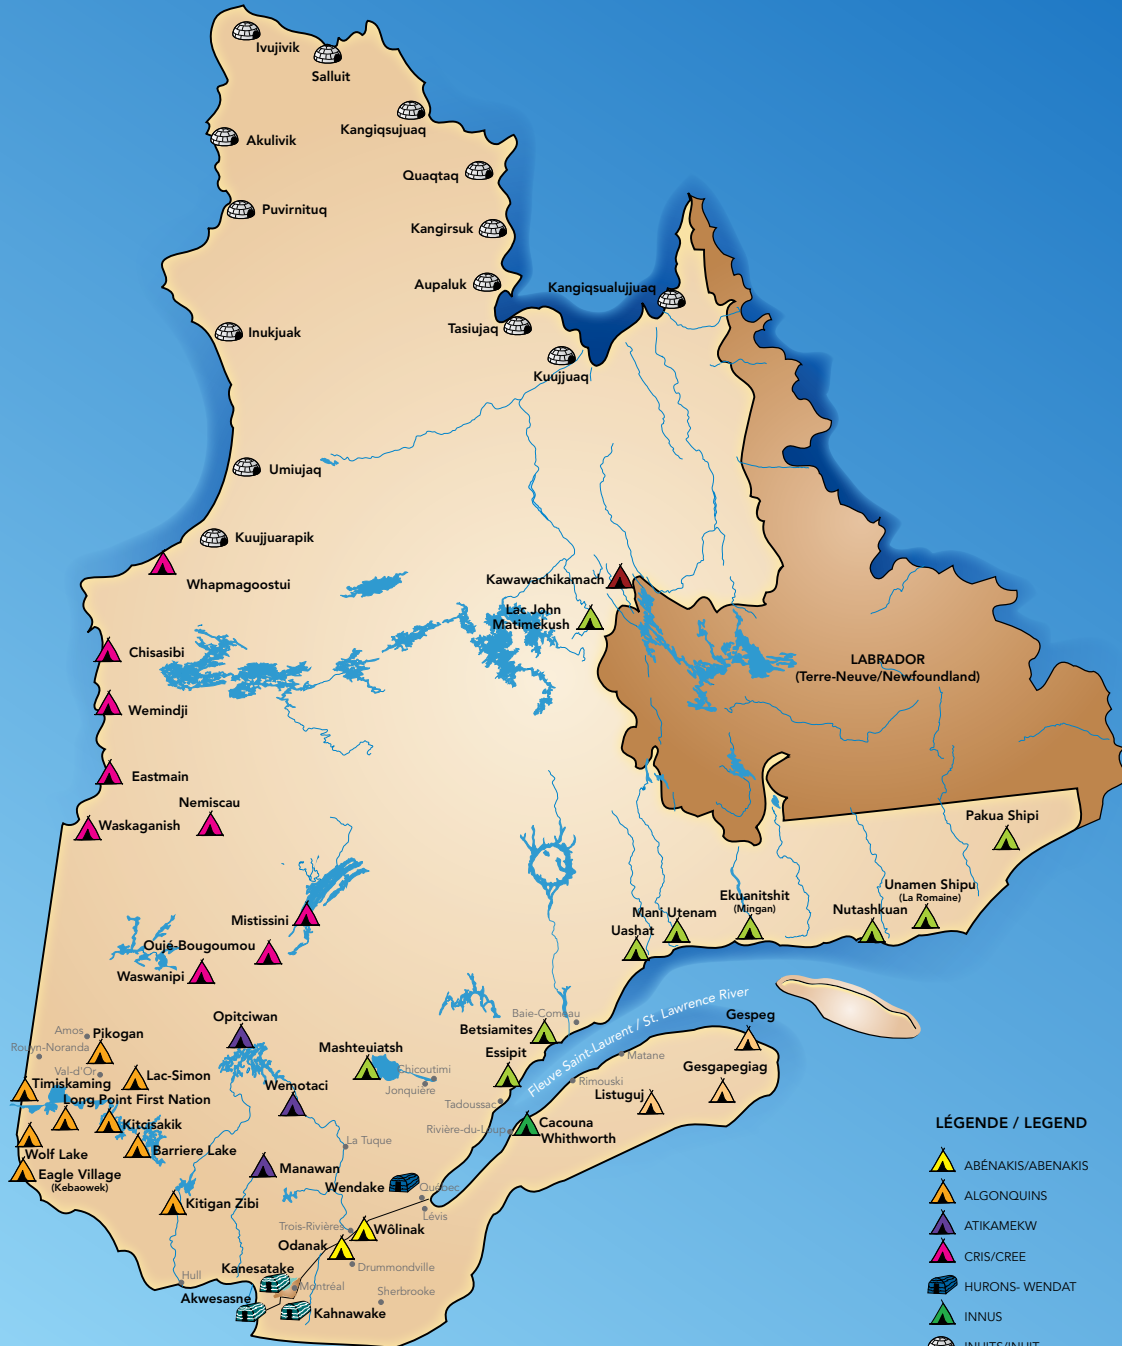 Ivujivik
Salluit
Kangiqsujuaq
Akulivik
Quaqtaq
Puvirnituq
Kangirsuk
Aupaluk
Kangiqsualujjuaq
Tasiujaq
Inukjuak
Kuujjuaq
Umiujaq
Kuujjuarapik
Whapmagoostui
Kawawachikamach
Lac John
Matimekush
Chisasibi
LABRADOR
(Terre-Neuve/Newfoundland)
Wemindji
Eastmain
Nemiscau
Waskaganish
Pakua Shipi
Unamen Shipu
(La Romaine)
Ekuanitshit
(Mingan)
Nutashkuan
Mani Utenam
Uashat
Mistissini
Oujé-Bougoumou
Waswanipi
Fleuve Saint-Laurent / St. Lawrence River
Baie-Comeau
Gespeg
Opitciwan
Betsiamites
Amos
Pikogan
Rouyn-Noranda
Mashteuiatsh
Essipit
Matane
Gesgapegiag
Val-d'Or
Lac-Simon
Chicoutimi
Jonquière
Rimouski
Listuguj
Timiskaming
Wemotaci
Long Point First Nation
Tadoussac
Kitcisakik
Cacouna
Whithworth
Rivière-du-Loup
La Tuque
Wolf Lake
Barriere Lake
Eagle Village
(Kebaowek)
Manawan
Wendake
Québec
Kitigan Zibi
Lévis
Trois-Rivières
Wôlinak
Odanak
Drummondville
Kanesatake
Hull
Montréal
Sherbrooke
Akwesasne
Kahnawake
LÉGENDE / LEGEND
ABÉNAKIS/ABENAKIS
ALGONQUINS
ATIKAMEKW
CRIS/CREE
HURONS- WENDAT
INNUS
INUITS/INUIT